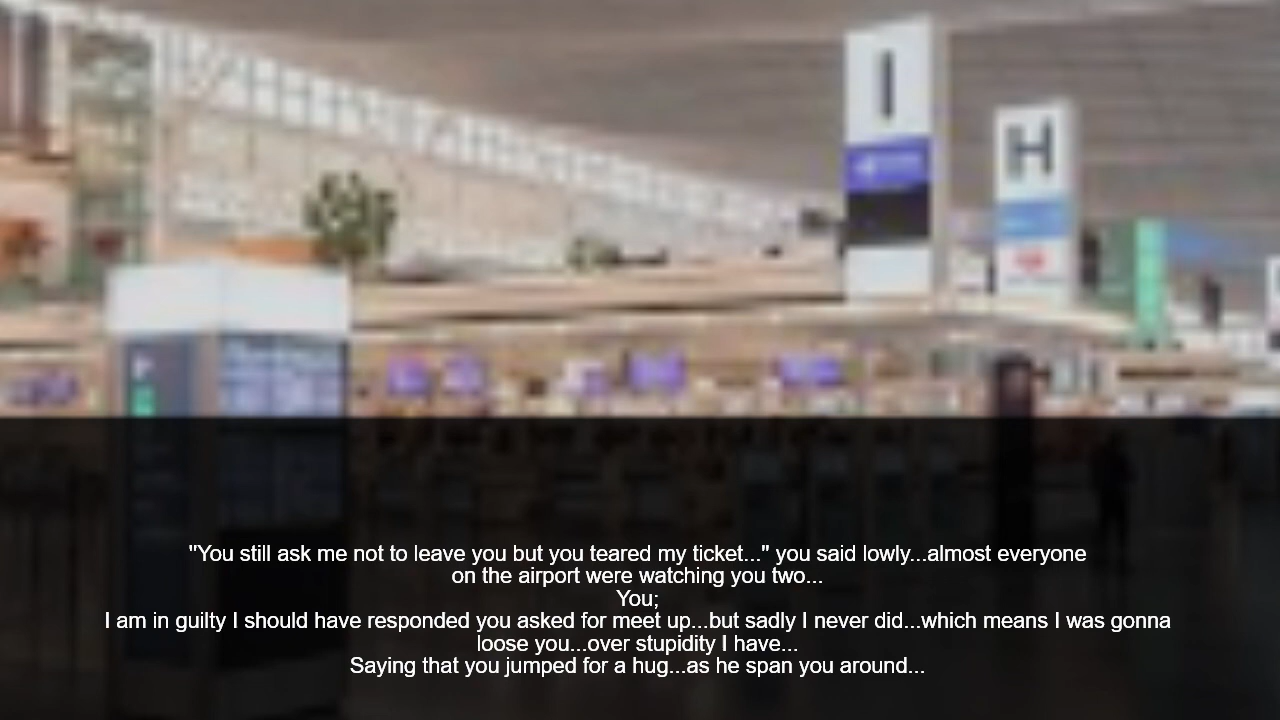 I
H
"You still ask me not to leave you but you teared my ticket..." you said lowly...almost everyone
on the airport were watching you two...
You;
I am in guilty I should have responded you asked for meet up...but sadly I never did...which means I was gonna
loose you...over stupidity I have...
Saying that you jumped for a hug...as he span you around...